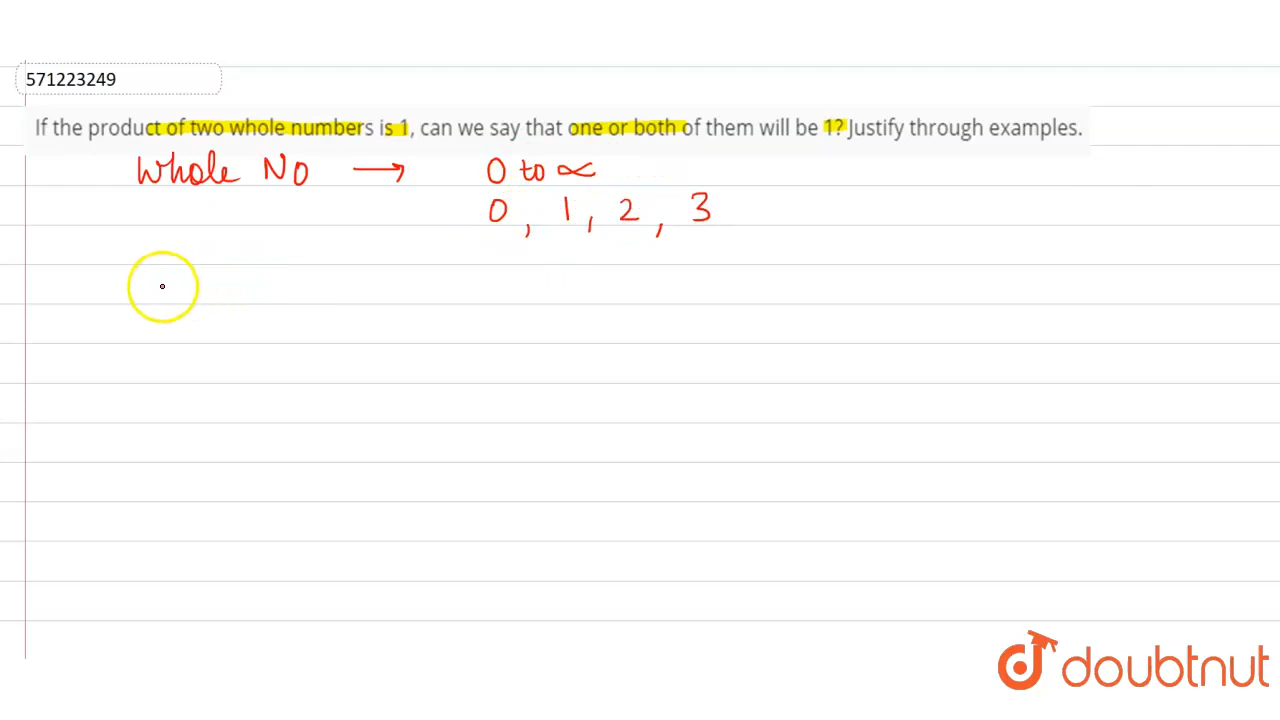 571223249
If the product of two whole numbers is 1, can we say that one or both of them will be 1? Justify through examples.
Whole No → 0 to ∝
0, 1, 2, 3
doubtnut